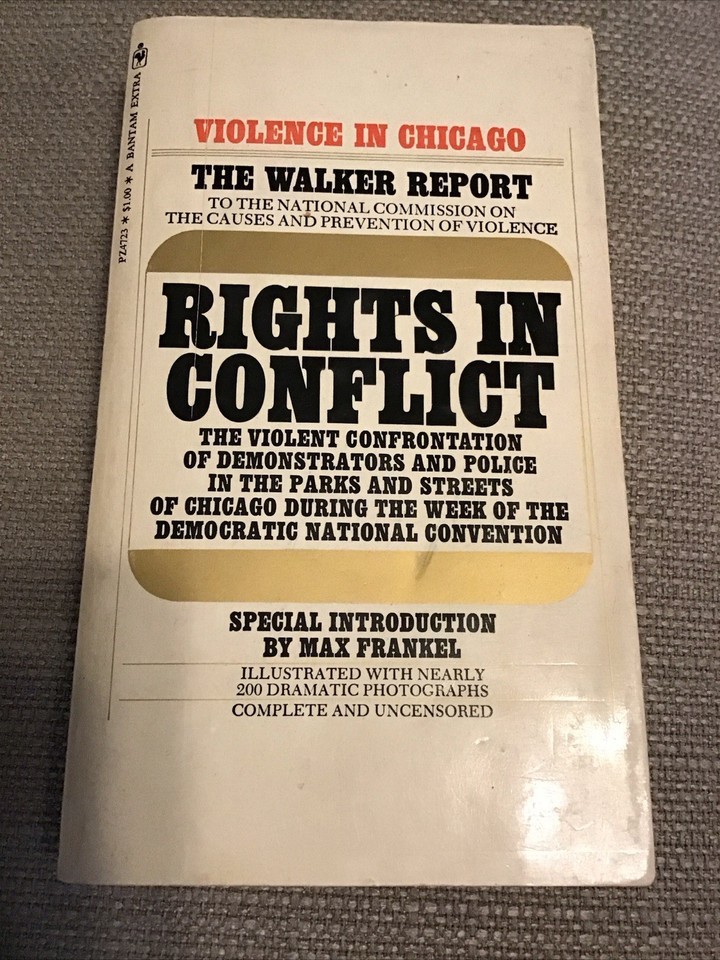 PZ4723 * $1.00 * A BANTAM EXTRA
VIOLENCE IN CHICAGO
THE WALKER REPORT
TO THE NATIONAL COMMISSION ON
THE CAUSES AND PREVENTION OF VIOLENCE
RIGHTS IN
CONFLICT
THE VIOLENT CONFRONTATION
OF DEMONSTRATORS AND POLICE
IN THE PARKS AND STREETS
OF CHICAGO DURING THE WEEK OF THE
DEMOCRATIC NATIONAL CONVENTION
SPECIAL INTRODUCTION
BY MAX FRANKEL
ILLUSTRATED WITH NEARLY
200 DRAMATIC PHOTOGRAPHS
COMPLETE AND UNCENSORED